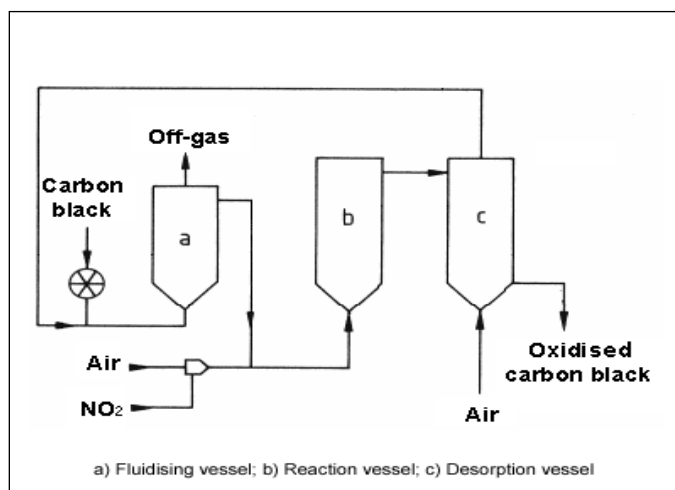 Off-gas
Carbon
black
a
b
c
Air
NO2
Oxidised
carbon black
Air
a) Fluidising vessel; b) Reaction vessel; c) Desorption vessel